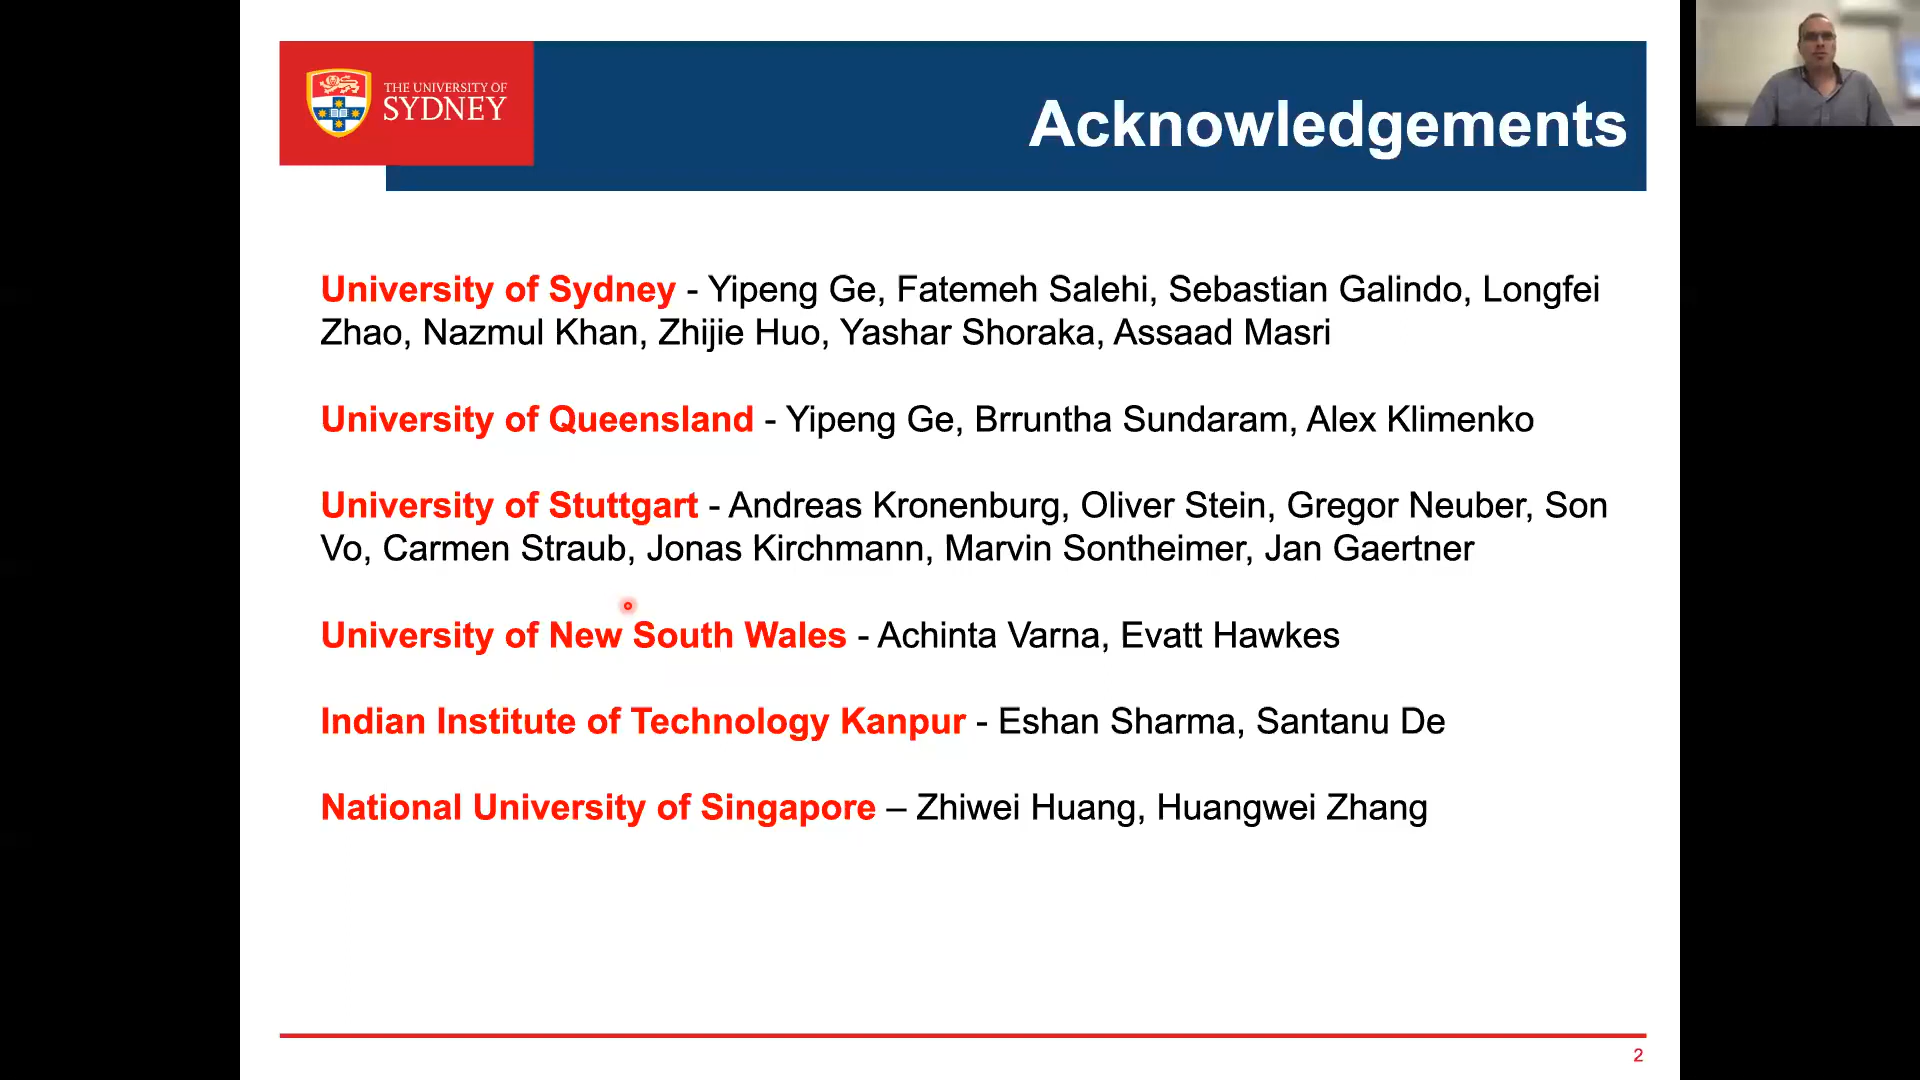 THE UNIVERSITY OF
SYDNEY
Acknowledgements
University of Sydney - Yipeng Ge, Fatemeh Salehi, Sebastian Galindo, Longfei
Zhao, Nazmul Khan, Zhijie Huo, Yashar Shoraka, Assaad Masri
University of Queensland - Yipeng Ge, Brruntha Sundaram, Alex Klimenko
University of Stuttgart - Andreas Kronenburg, Oliver Stein, Gregor Neuber, Son
Vo, Carmen Straub, Jonas Kirchmann, Marvin Sontheimer, Jan Gaertner
University of New South Wales - Achinta Varna, Evatt Hawkes
Indian Institute of Technology Kanpur - Eshan Sharma, Santanu De
National University of Singapore – Zhiwei Huang, Huangwei Zhang
2